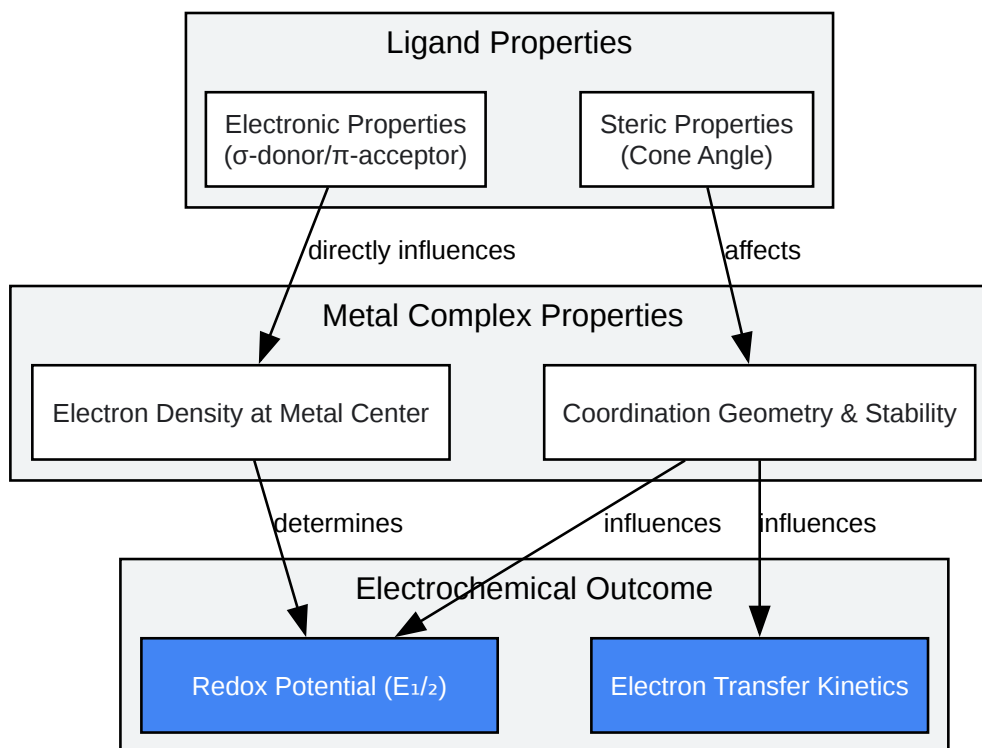 Ligand Properties
Electronic Properties
(σ-donor/π-acceptor)
Steric Properties
(Cone Angle)
directly influences
affects
Metal Complex Properties
Electron Density at Metal Center
Coordination Geometry & Stability
determines
influences
influences
Electrochemical Outcome
Redox Potential (E₁/₂)
Electron Transfer Kinetics